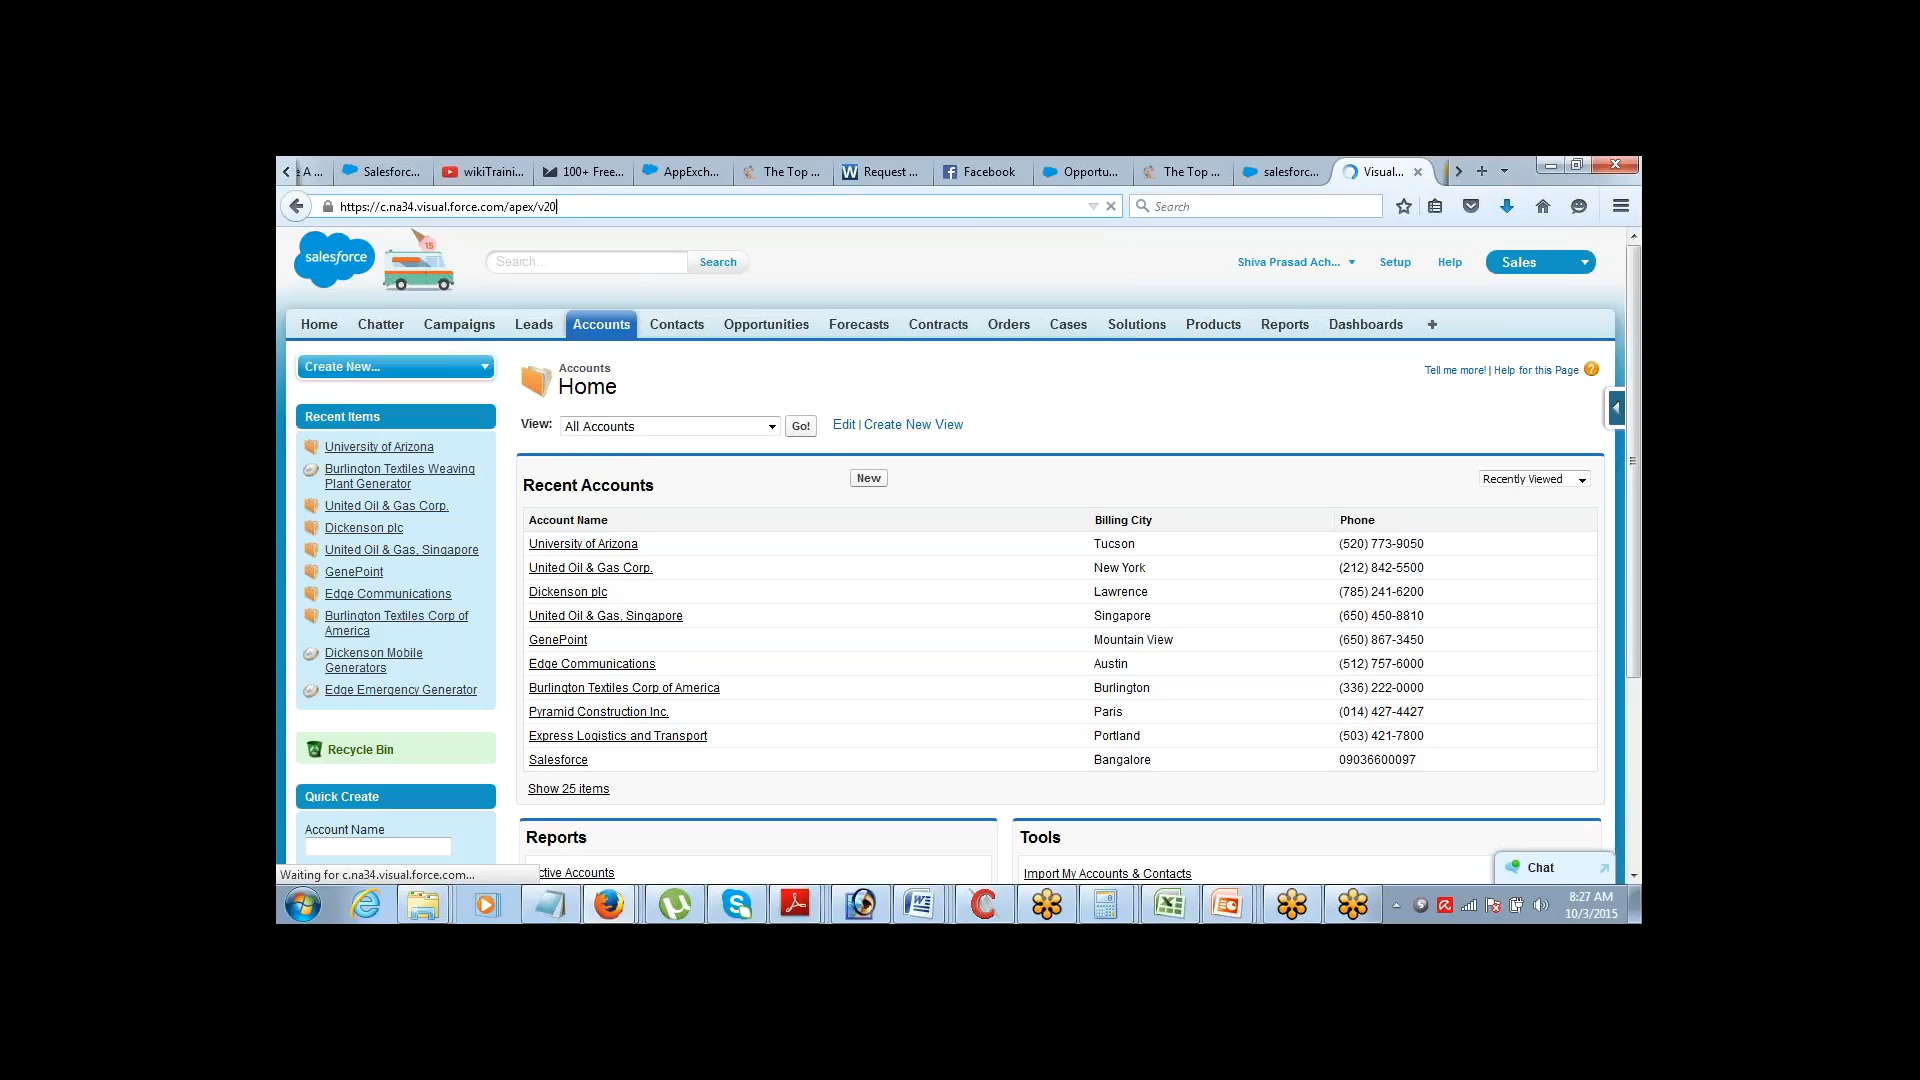 e A ...
Salesforc...
wikiTraini...
100+ Free...
AppExch...
The Top ...
Request ...
Facebook
Opportu...
The Top ...
salesforc...
Visual...
https://c.na34.visual.force.com/apex/v20
Search
salesforce
15
Search...
Search
Shiva Prasad Ach...
Setup
Help
Sales
Home
Chatter
Campaigns
Leads
Accounts
Contacts
Opportunities
Forecasts
Contracts
Orders
Cases
Solutions
Products
Reports
Dashboards
+
Create New...
Accounts
Home
Tell me more! | Help for this Page
?
View:
All Accounts
Go!
Edit | Create New View
Recent Items
University of Arizona
Burlington Textiles Weaving
Plant Generator
United Oil & Gas Corp.
Dickenson plc
United Oil & Gas, Singapore
GenePoint
Edge Communications
Burlington Textiles Corp of
America
Dickenson Mobile
Generators
Edge Emergency Generator
Recycle Bin
Quick Create
Account Name
Recent Accounts
New
Recently Viewed
Account Name Billing City Phone
University of Arizona Tucson (520) 773-9050
United Oil & Gas Corp. New York (212) 842-5500
Dickenson plc Lawrence (785) 241-6200
United Oil & Gas, Singapore Singapore (650) 450-8810
GenePoint Mountain View (650) 867-3450
Edge Communications Austin (512) 757-6000
Burlington Textiles Corp of America Burlington (336) 222-0000
Pyramid Construction Inc. Paris (014) 427-4427
Express Logistics and Transport Portland (503) 421-7800
Salesforce Bangalore 09036600097
Show 25 items
Reports
ctive Accounts
Tools
Import My Accounts & Contacts
Chat
Waiting for c.na34.visual.force.com...
8:27 AM
10/3/2015